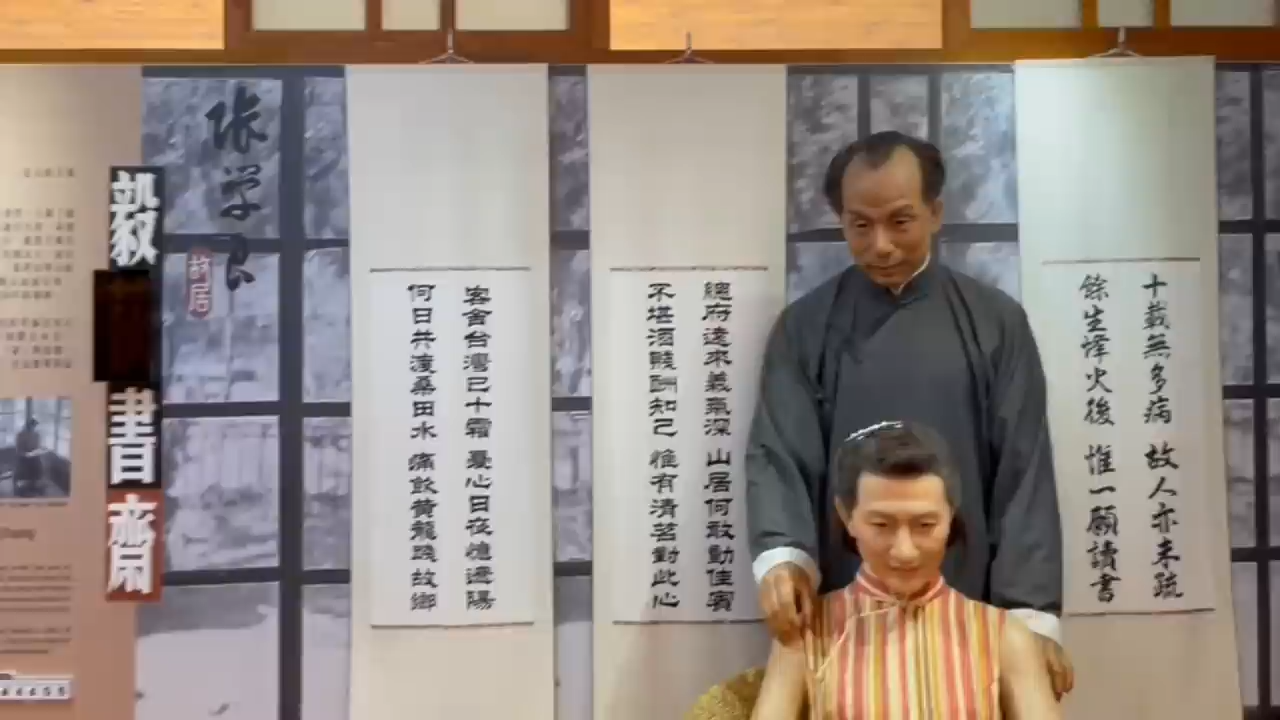 張学良
故居
毅
書齋
客舍台灣已十霜 憂心日夜憶遼陽
何日共渡桑田水 痛飲黃龍踐故鄉
總府遠來義氣深 山居何敢動佳賓
不堪酒賤酬知己 惟有清茗對此心
十載無多病 故人亦未疏
餘生烽火後 惟一願讀書